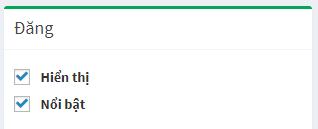 Đăng
Hiển thị
Nổi bật